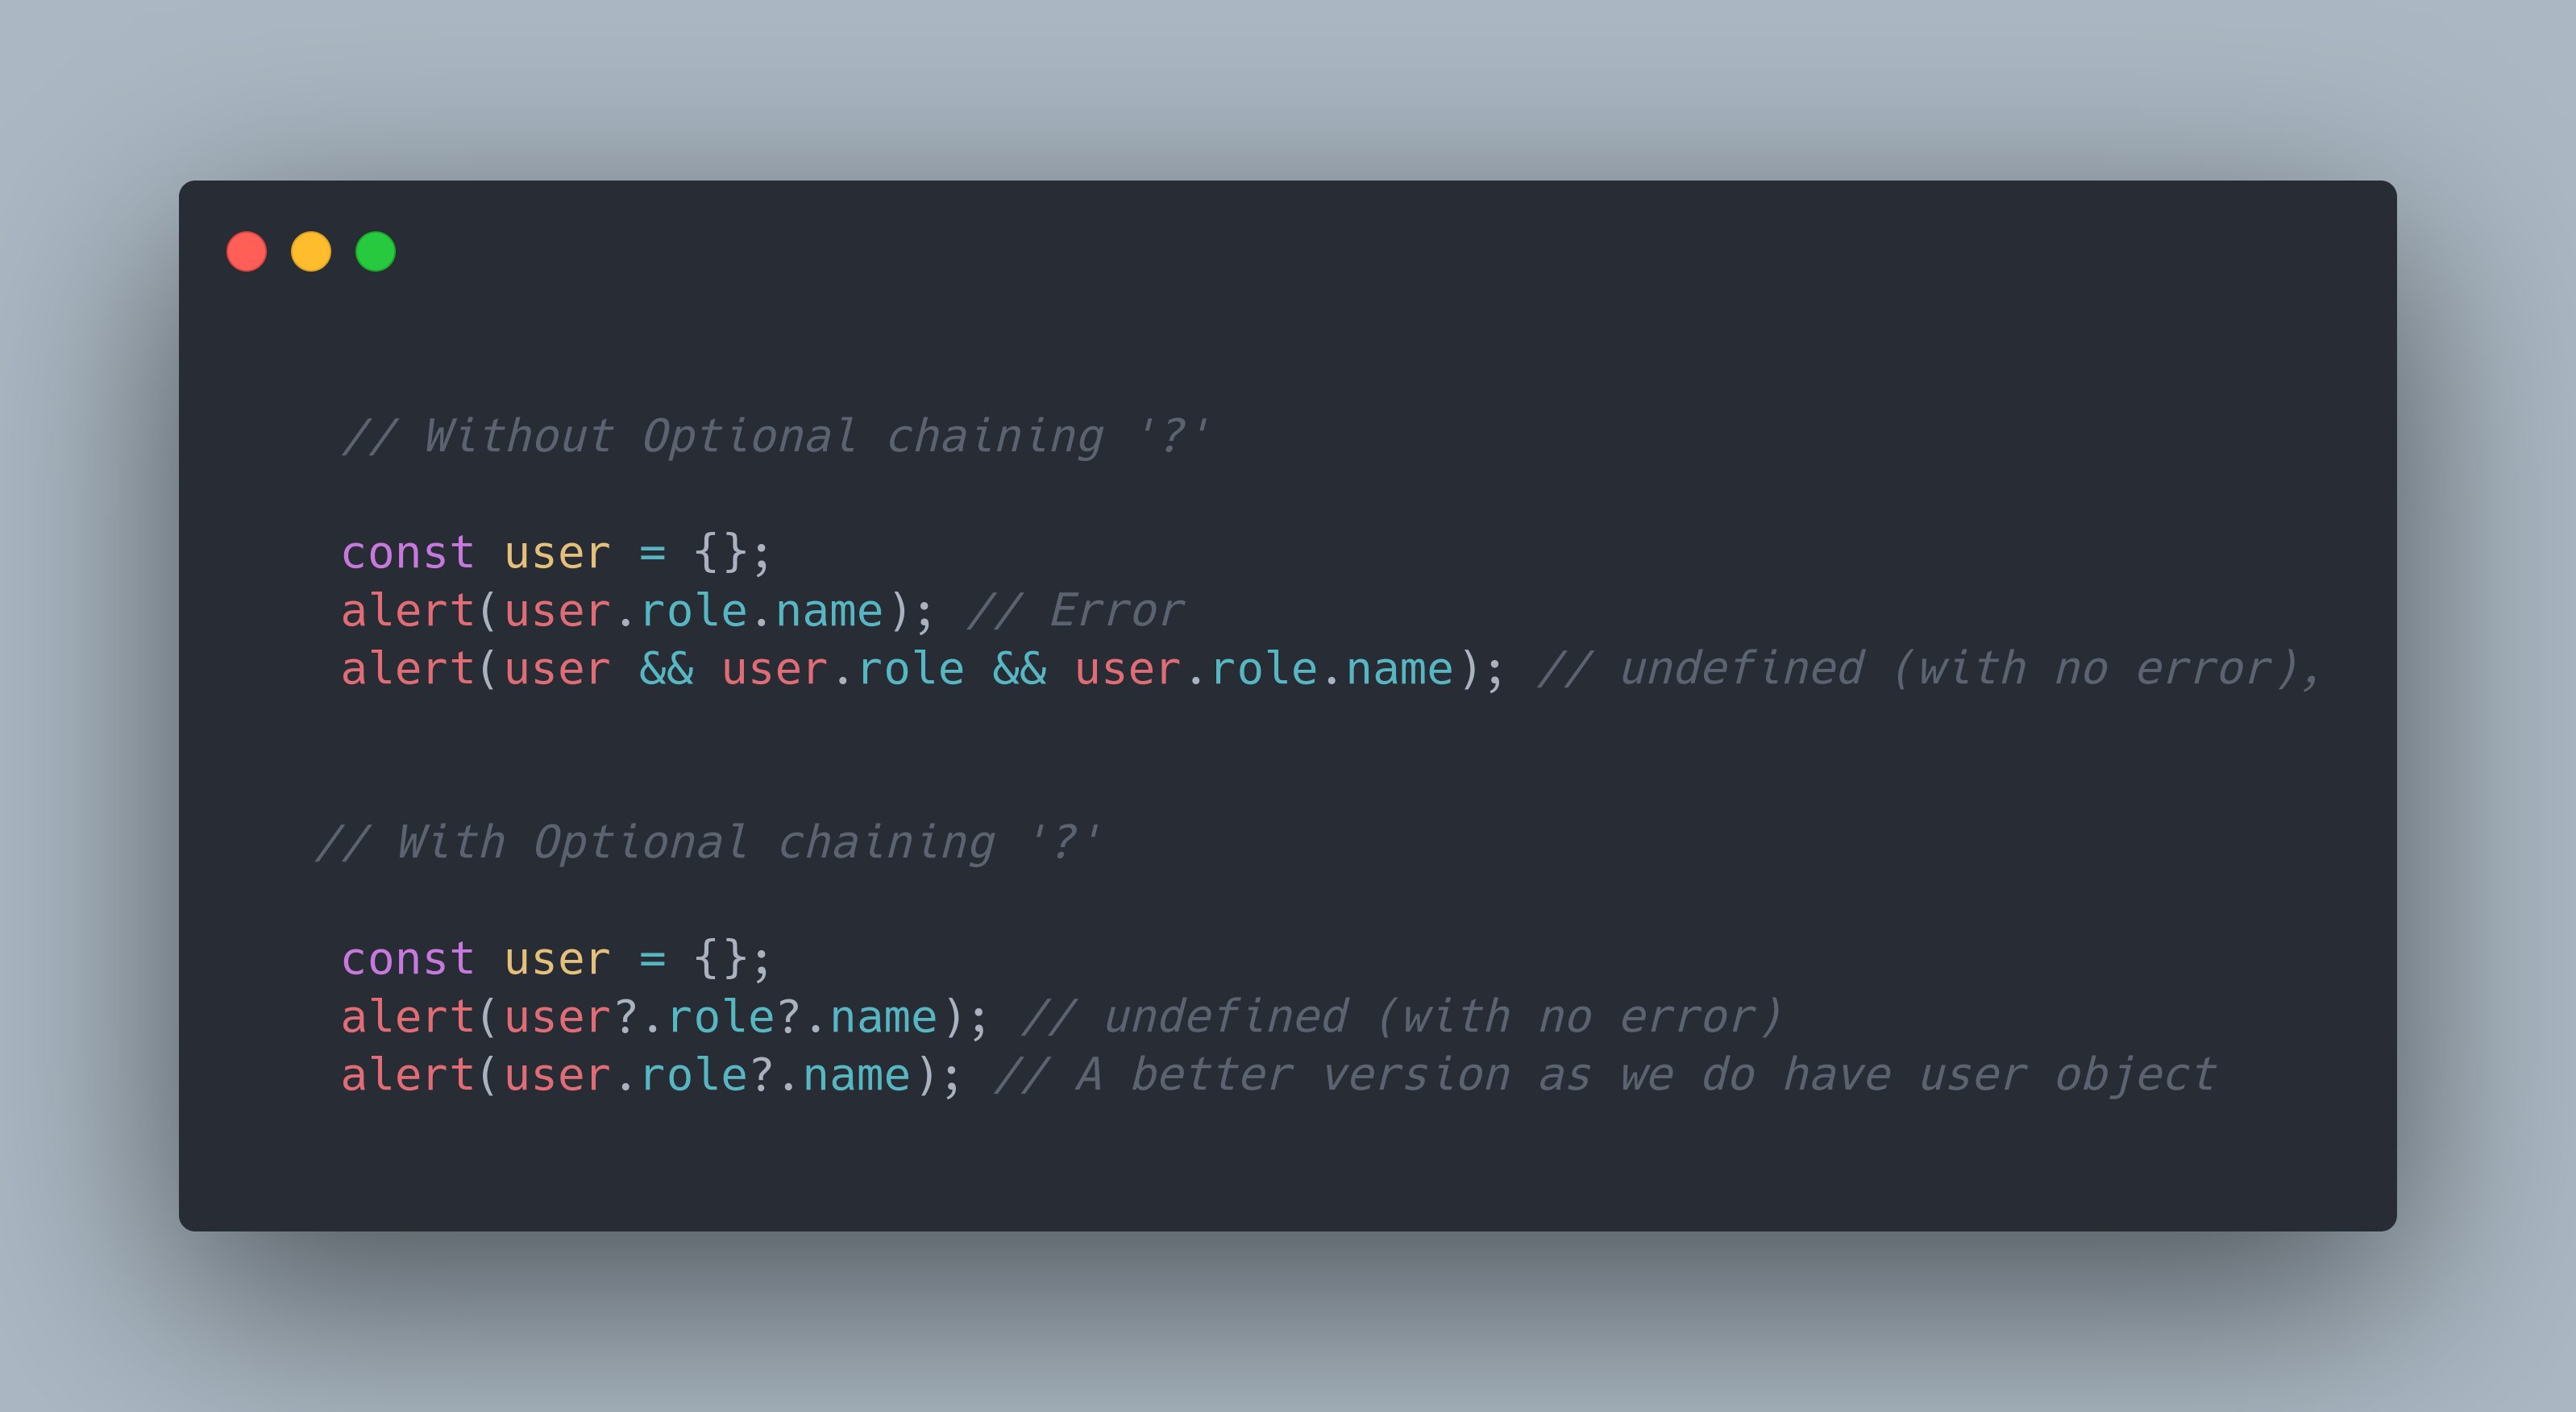 // Without Optional chaining '?'
const user = {};
alert(user.role.name); // Error
alert(user && user.role && user.role.name); // undefined (with no error),
// With Optional chaining '?'
const user = {};
alert(user?.role?.name); // undefined (with no error)
alert(user.role?.name); // A better version as we do have user object